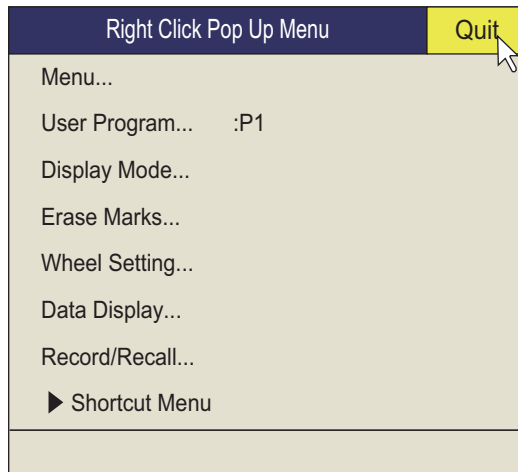 Right Click Pop Up Menu Quit
Menu...
User Program... :P1
Display Mode...
Erase Marks...
Wheel Setting...
Data Display...
Record/Recall...
Shortcut Menu